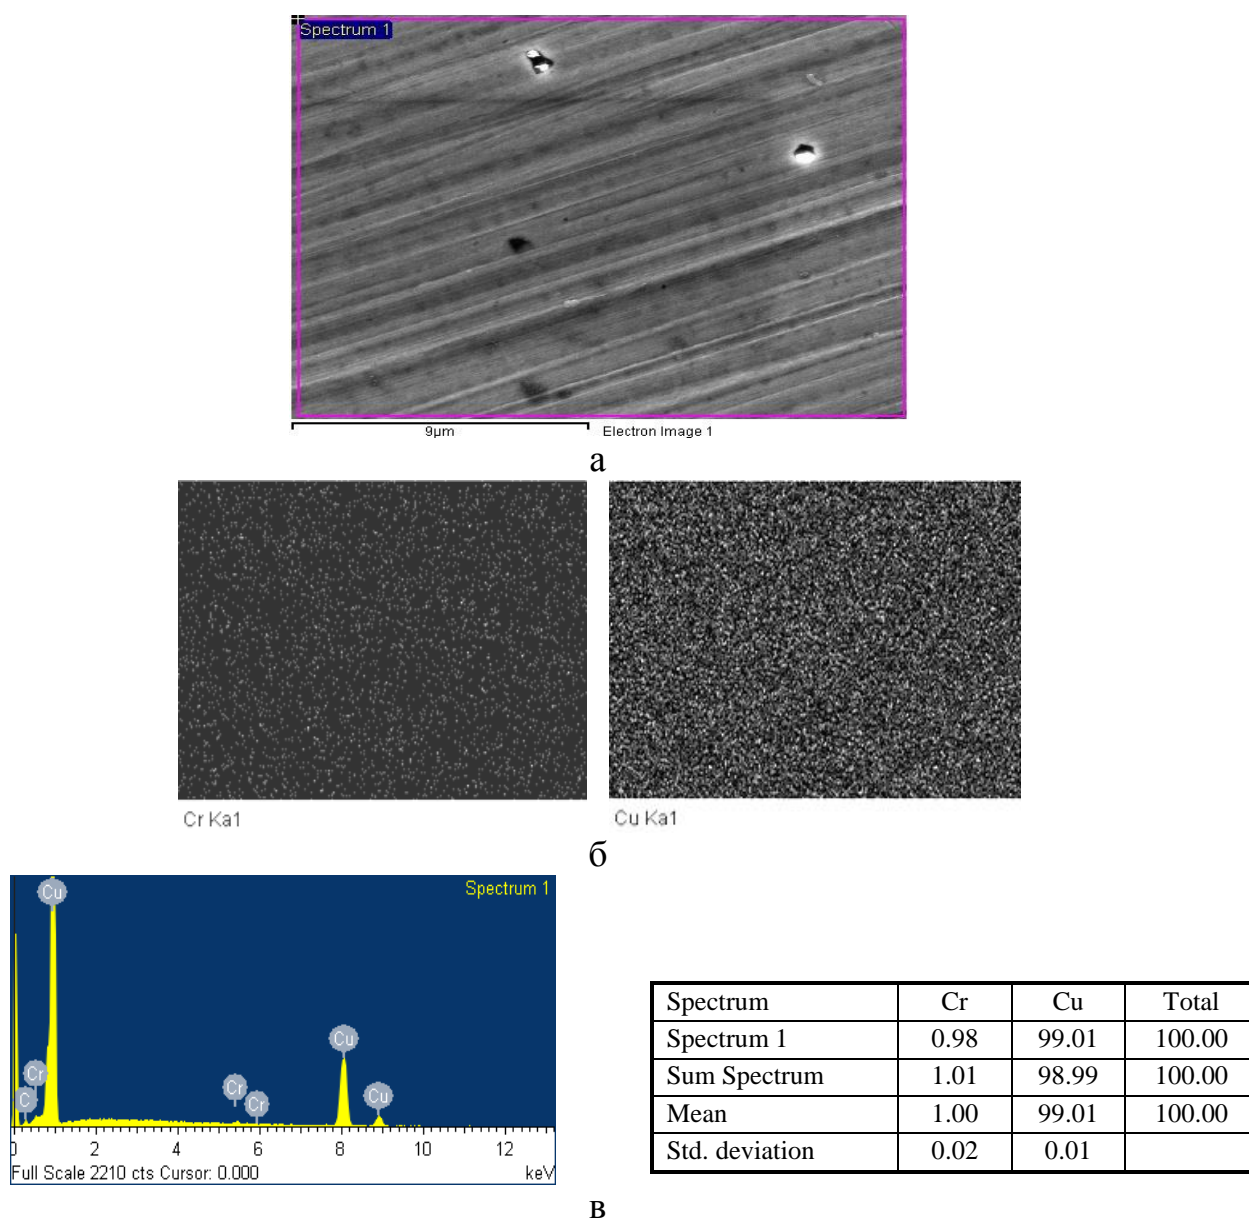 Spectrum 1
9µm
Electron Image 1
а
Cr Ka1
Cu Ka1
б
Spectrum 1
Cu
Cr
C
Cr
Cr
Cu
Cu
0 2 4 6 8 10 12
Full Scale 2210 cts Cursor: 0.000 keV
Spectrum Cr Cu Total
Spectrum 1 0.98 99.01 100.00
Sum Spectrum 1.01 98.99 100.00
Mean 1.00 99.01 100.00
Std. deviation 0.02 0.01
в